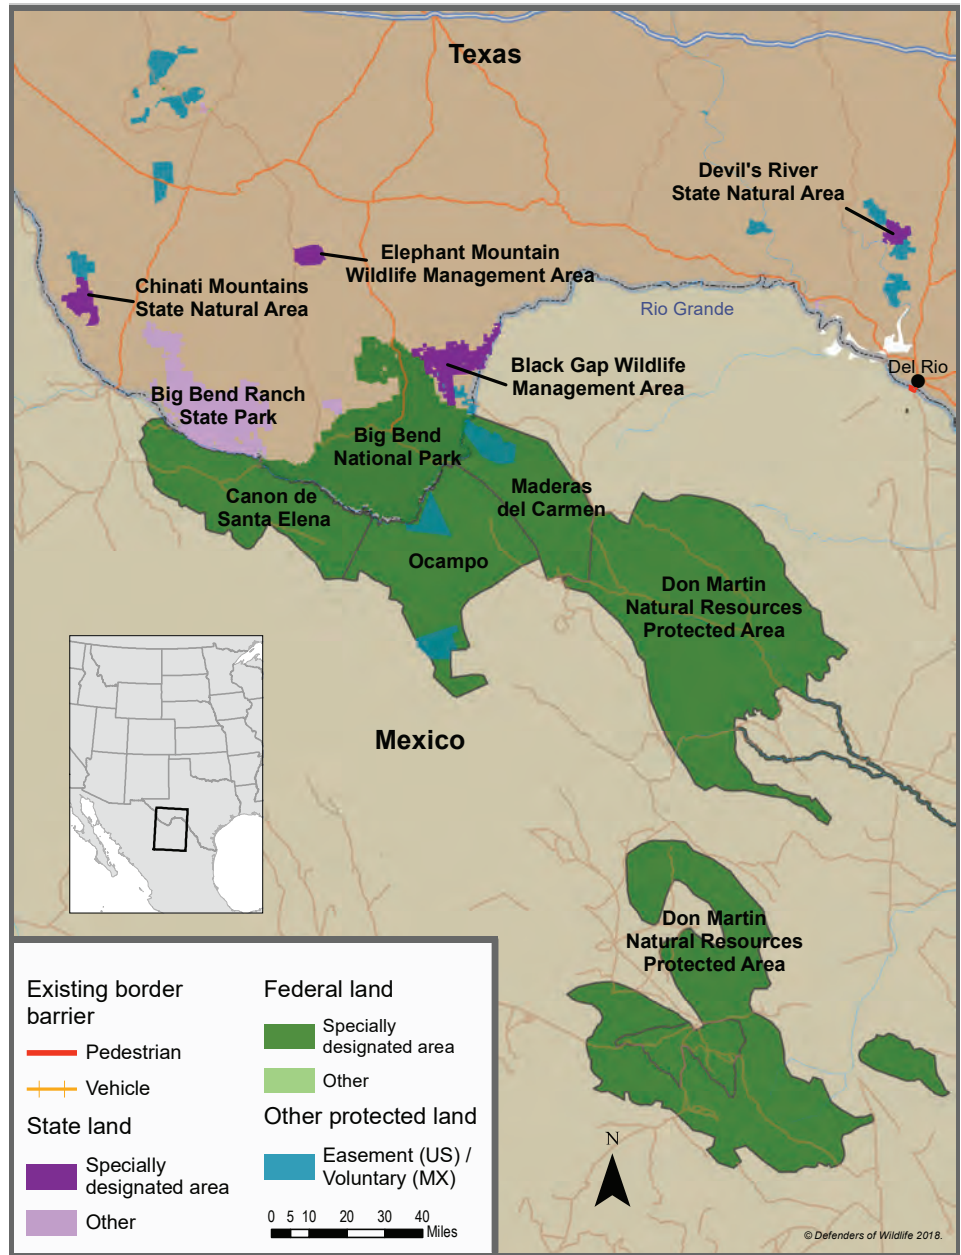 Texas
Devil's River
State Natural Area
Elephant Mountain
Wildlife Management Area
Chinati Mountains
State Natural Area
Rio Grande
Black Gap Wildlife
Management Area
Del Rio
Big Bend Ranch
State Park
Big Bend
National Park
Canon de
Santa Elena
Maderas
del Carmen
Ocampo
Don Martin
Natural Resources
Protected Area
Mexico
Don Martin
Natural Resources
Protected Area
Existing border
barrier
Pedestrian
Vehicle
State land
Specially
designated area
Other
Federal land
Specially
designated area
Other
Other protected land
Easement (US) /
Voluntary (MX)
0 5 10 20 30 40
Miles
N
© Defenders of Wildlife 2018.